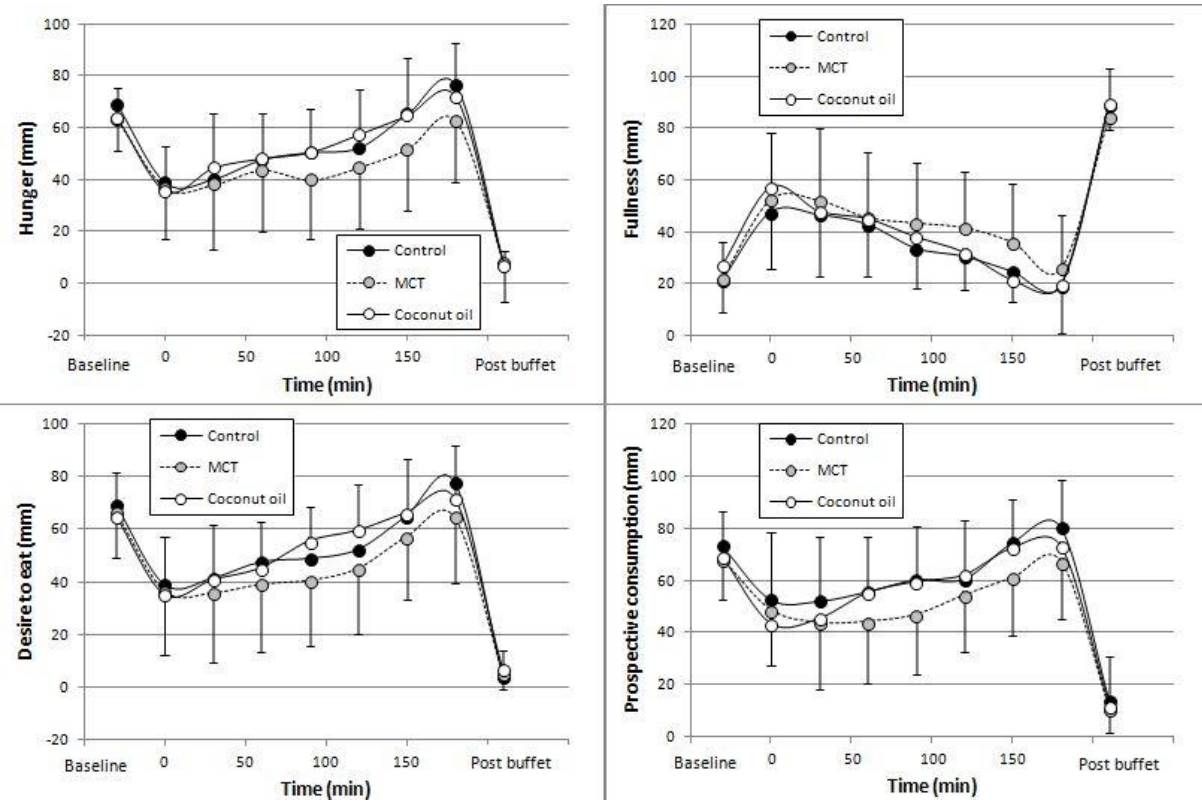 100
80
60
40
20
0
-20
Hunger (mm)
Control
MCT
Coconut oil
Baseline 0 50 100 150 Post buffet
Time (min)
120
100
80
60
40
20
0
Fullness (mm)
Control
MCT
Coconut oil
Baseline 0 50 100 150 Post buffet
Time (min)
100
80
60
40
20
0
-20
Desire to eat (mm)
Control
MCT
Coconut oil
Baseline 0 50 100 150 Post buffet
Time (min)
120
100
80
60
40
20
0
Prospective consumption (mm)
Control
MCT
Coconut oil
Baseline 0 50 100 150 Post buffet
Time (min)